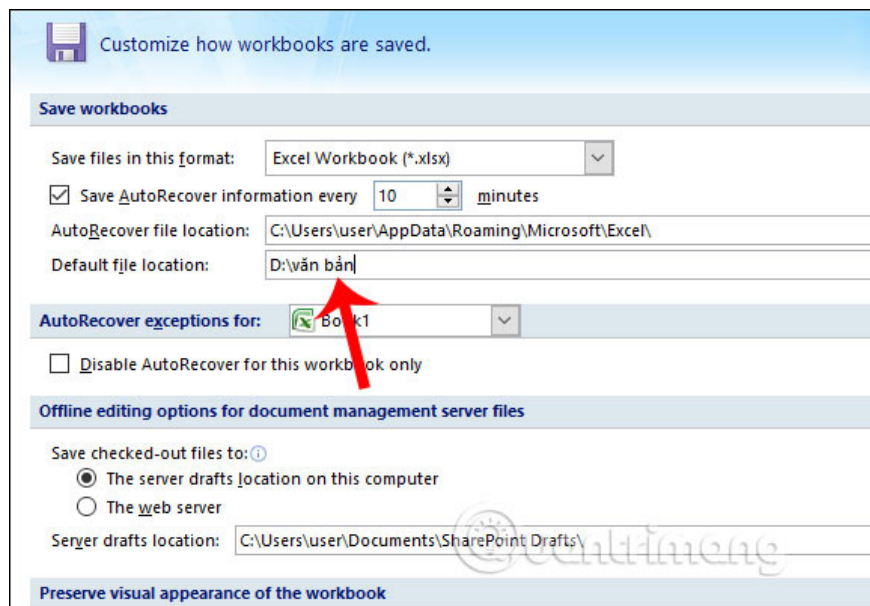 Customize how workbooks are saved.
Save workbooks
Save files in this format: Excel Workbook (*.xlsx)
Save AutoRecover information every 10 minutes
AutoRecover file location: C:\Users\user\AppData\Roaming\Microsoft\Excel\
Default file location: D:\văn bản
AutoRecover exceptions for: Book1
Disable AutoRecover for this workbook only
Offline editing options for document management server files
Save checked-out files to:
The server drafts location on this computer
The web server
Server drafts location: C:\Users\user\Documents\SharePoint Drafts\
Quantrimang
Preserve visual appearance of the workbook